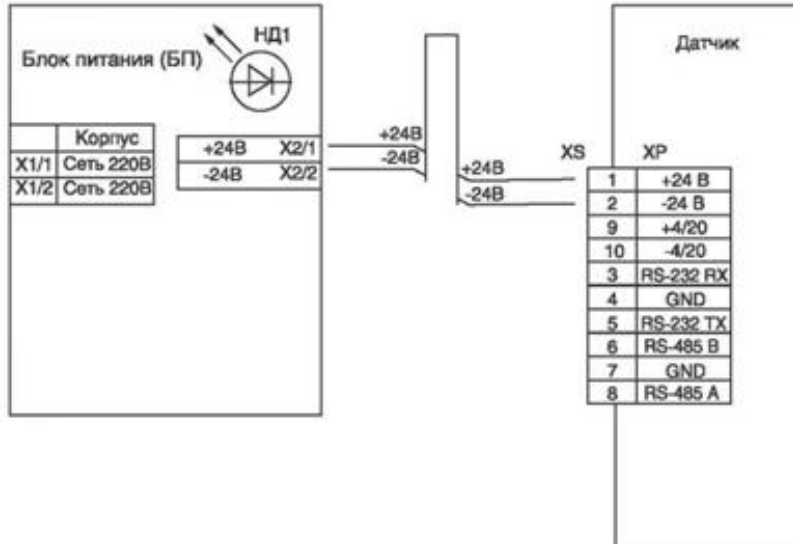 НД1
Блок питания (БП)
Корпус
X1/1 Сеть 220В
X1/2 Сеть 220В
+24В X2/1
-24В X2/2
+24В
-24В
+24В
-24В
Датчик
XS XP
1 +24 В
2 -24 В
9 +4/20
10 -4/20
3 RS-232 RX
4 GND
5 RS-232 TX
6 RS-485 B
7 GND
8 RS-485 A